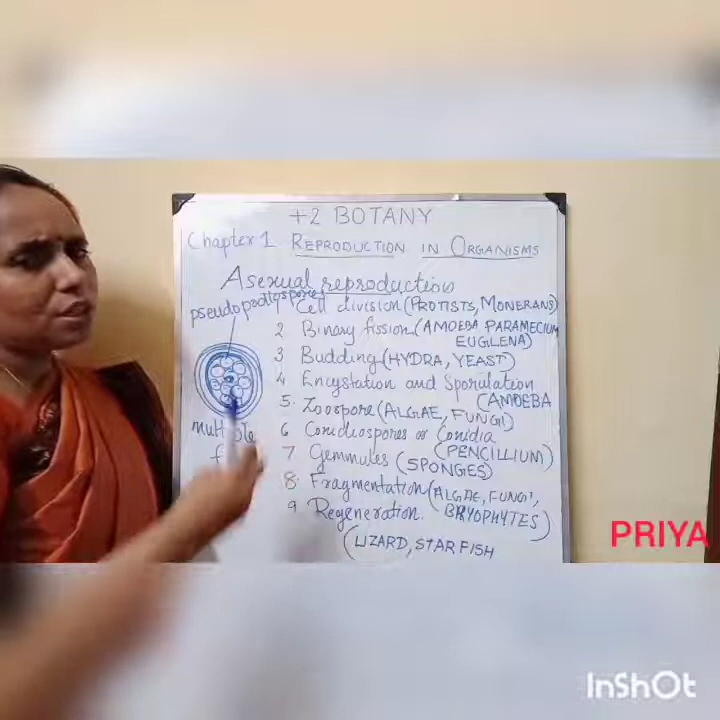 +2 BOTANY
Chapter 1 REPRODUCTION IN ORGANISMS
Asexual reproduction
pseudopodiospores
1 Cell division (PROTISTS, MONERANS)
2 Binary fission (AMOEBA PARAMECIUM
EUGLENA)
3 Budding (HYDRA, YEAST)
4 Encystation and Sporulation
(AMOEBA
5. Zoospore (ALGAE, FUNGI)
multiple
6 Conidiospores or Conidia
(PENCILLIUM)
7 Gemmules (SPONGES)
8. Fragmentation (ALGAE, FUNGI,
BRYOPHYTES)
9 Regeneration.
(LIZARD, STAR FISH
PRIYA
InShOt